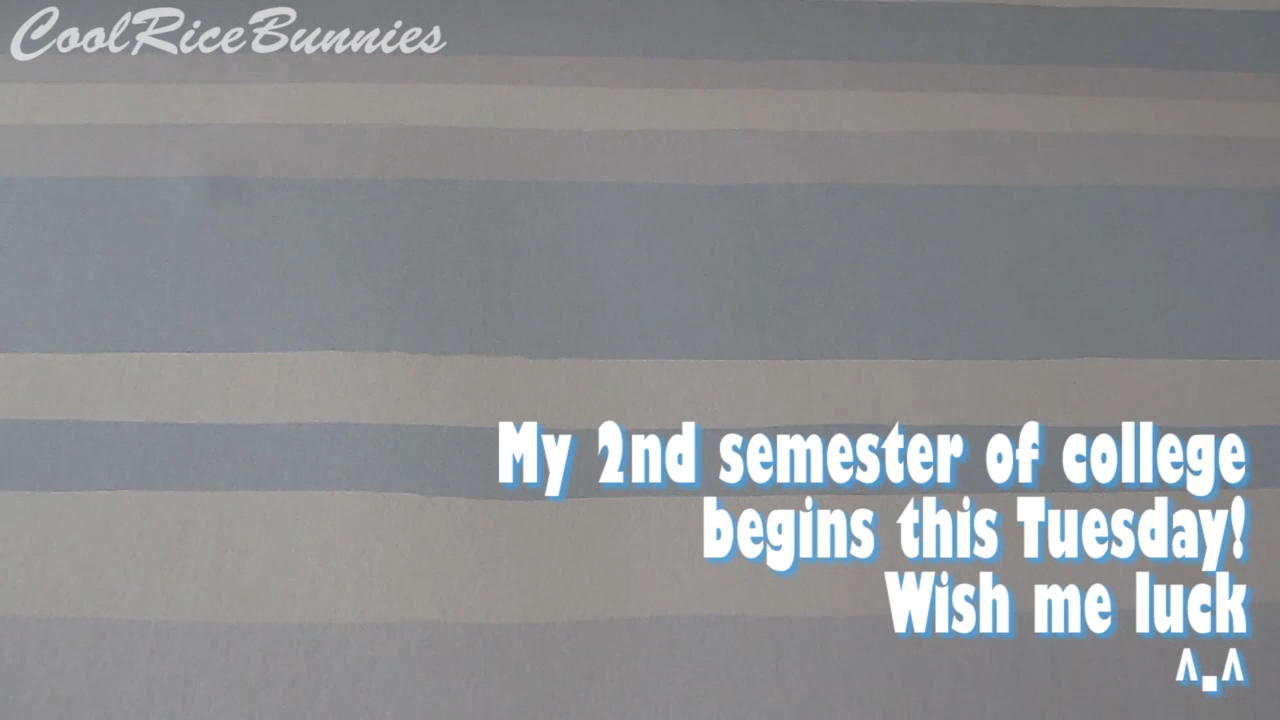 CoolRiceBunnies
My 2nd semester of college
begins this Tuesday!
Wish me luck
^.^